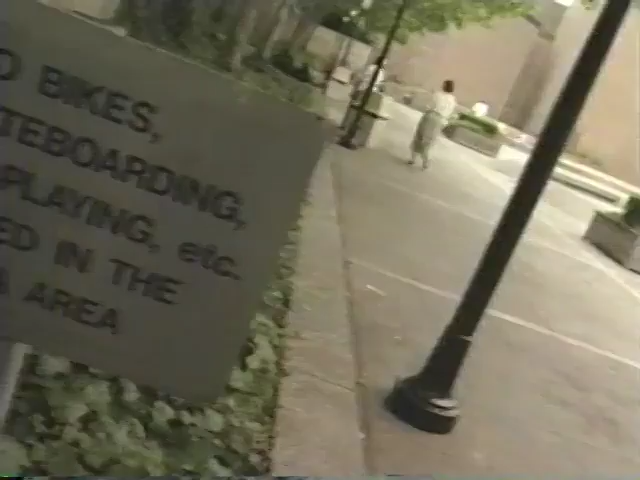 O BIKES,
TEBOARDING,
PLAYING, etc.
ED IN THE
A AREA